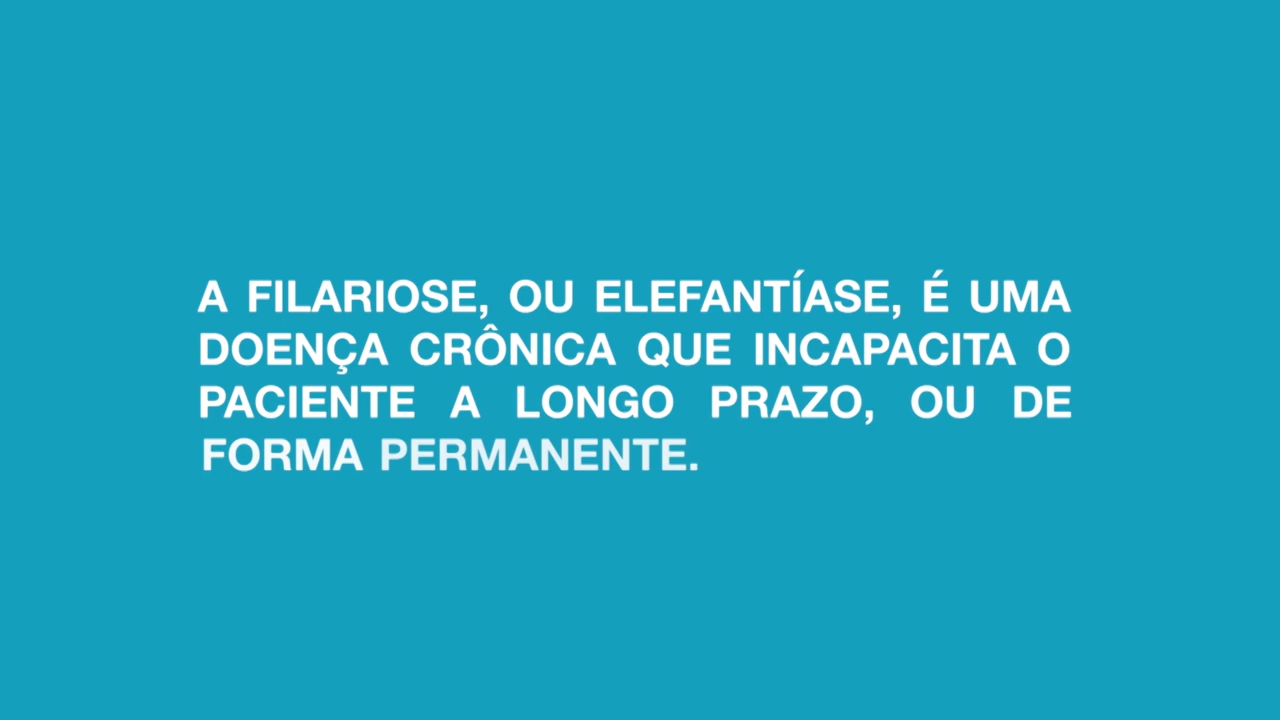 A FILARIOSE, OU ELEFANTÍASE, É UMA
DOENÇA CRÔNICA QUE INCAPACITA O
PACIENTE A LONGO PRAZO, OU DE
FORMA PERMANENTE.